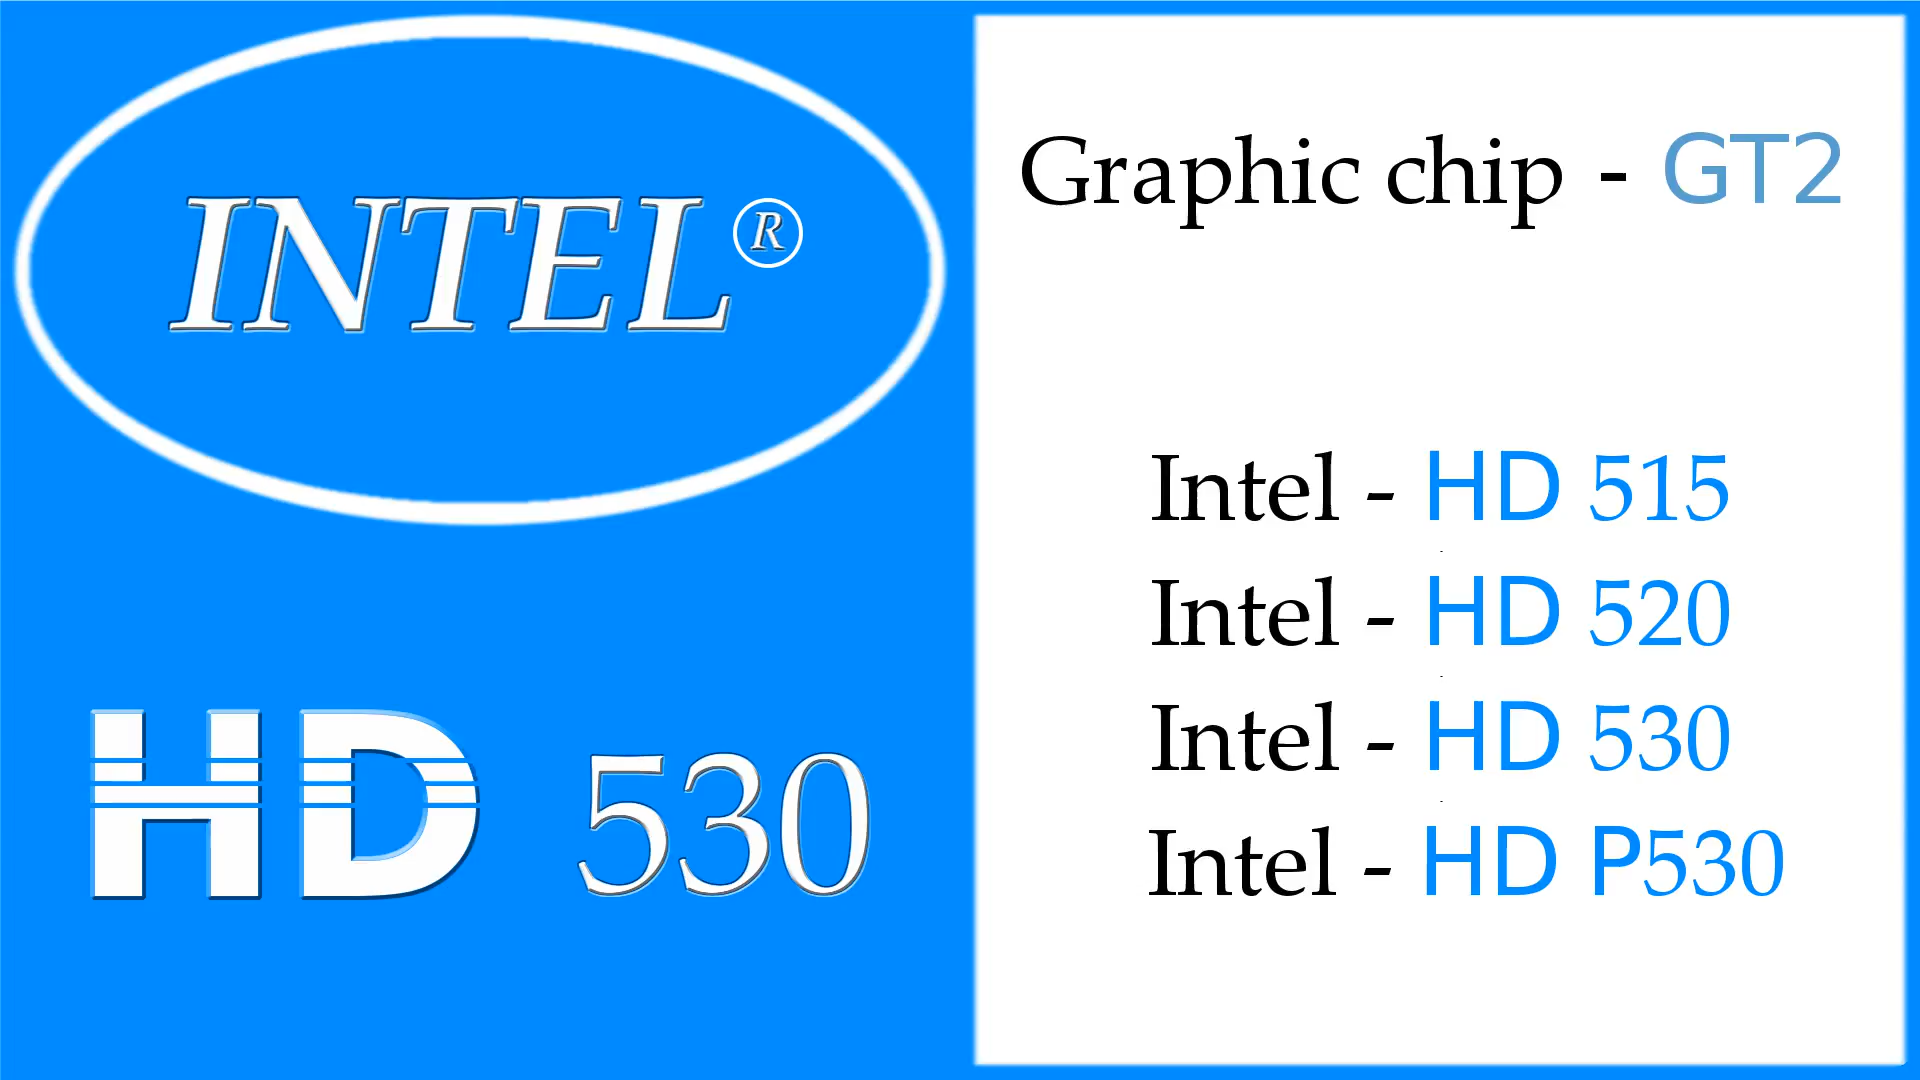 INTEL®
HD 530
Graphic chip - GT2
Intel - HD 515
Intel - HD 520
Intel - HD 530
Intel - HD P530